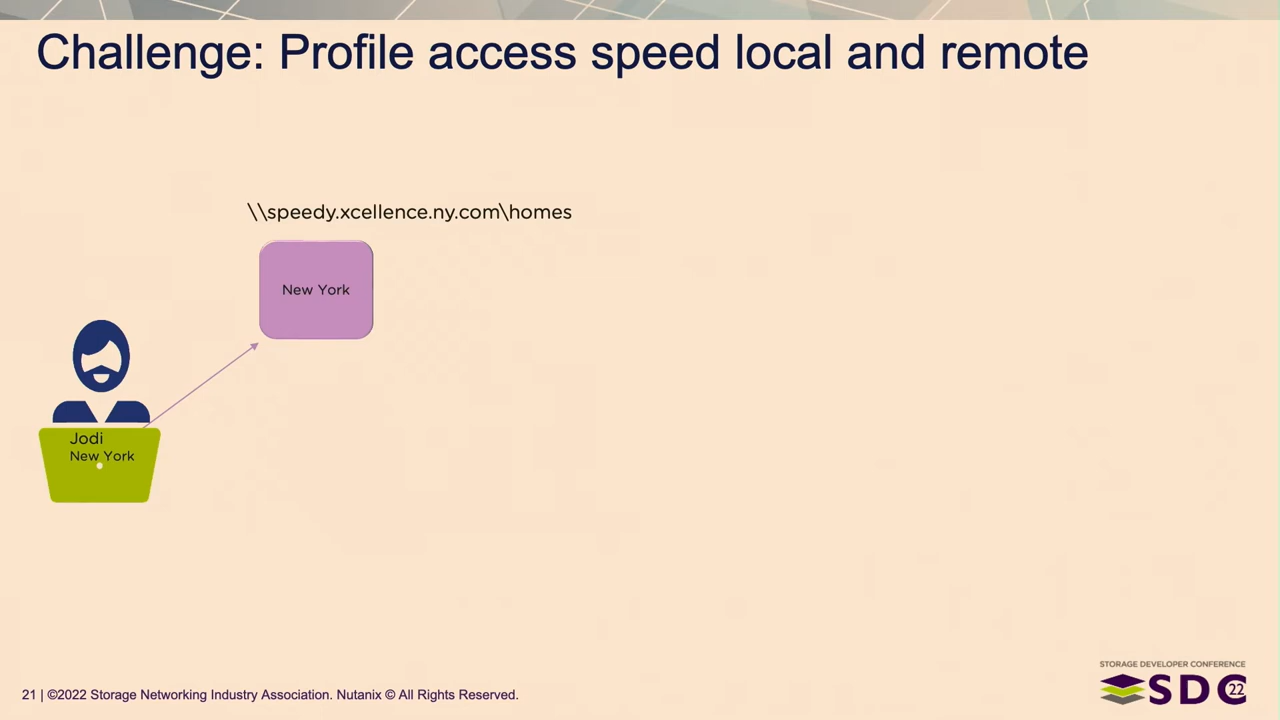 Challenge: Profile access speed local and remote
\\speedy.xcellence.ny.com\homes
New York
Jodi
New York
21 | ©2022 Storage Networking Industry Association. Nutanix © All Rights Reserved.
STORAGE DEVELOPER CONFERENCE
SDC 22